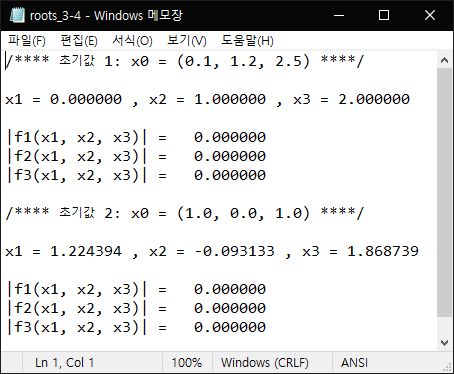 roots_3-4 - Windows 메모장
파일(F) 편집(E) 서식(O) 보기(V) 도움말(H)
/**** 초기값 1: x0 = (0.1, 1.2, 2.5) ****/
x1 = 0.000000 , x2 = 1.000000 , x3 = 2.000000
|f1(x1, x2, x3)| =   0.000000
|f2(x1, x2, x3)| =   0.000000
|f3(x1, x2, x3)| =   0.000000
/**** 초기값 2: x0 = (1.0, 0.0, 1.0) ****/
x1 = 1.224394 , x2 = -0.093133 , x3 = 1.868739
|f1(x1, x2, x3)| =   0.000000
|f2(x1, x2, x3)| =   0.000000
|f3(x1, x2, x3)| =   0.000000
Ln 1, Col 1 100% Windows (CRLF) ANSI